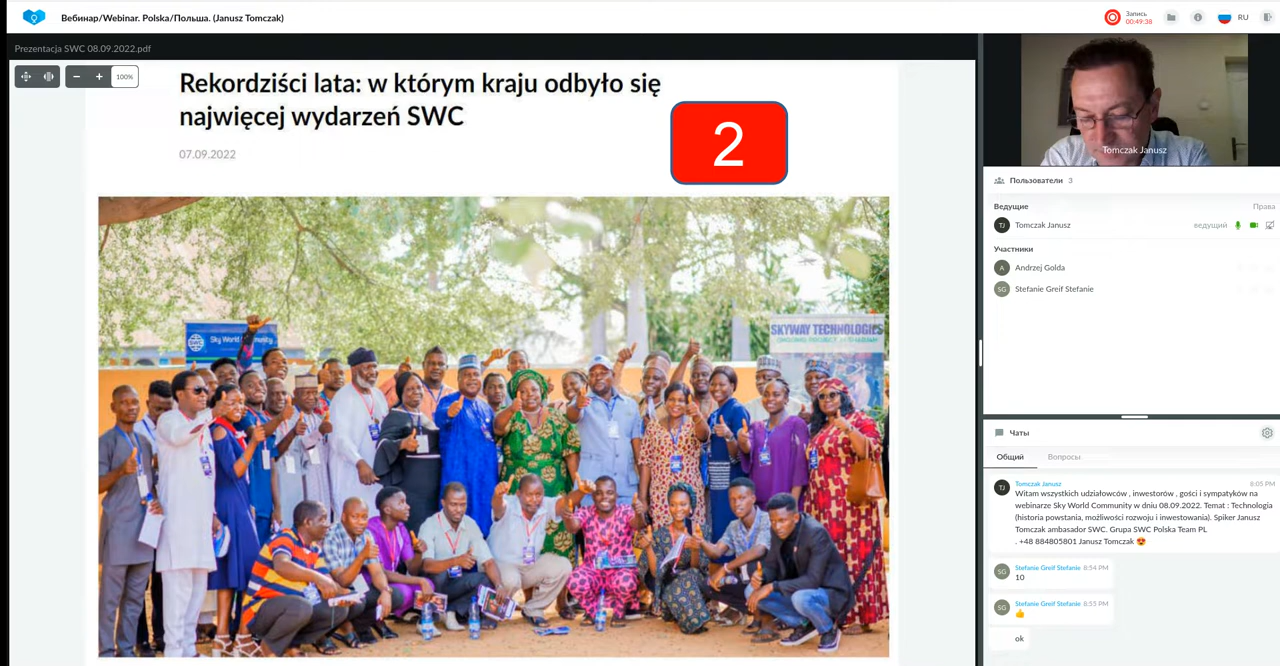 Вебинар/Webinar. Polska/Польша. (Janusz Tomczak)
Запись
00:49:38
RU
Prezentacja SWC 08.09.2022.pdf
100%
Rekordziści lata: w którym kraju odbyło się
najwięcej wydarzeń SWC
07.09.2022
2
Sky World Community
SWC
SKYWAY TECHNOLOGIES
Tomczak Janusz
Пользователи 3
Ведущие
Права
TJ
Tomczak Janusz
ведущий
Участники
A
Andrzej Golda
SG
Stefanie Greif Stefanie
Чаты
Общий
Вопросы
TJ
Tomczak Janusz
8:05 PM
Witam wszystkich udziałowców , inwestorów , gości i sympatyków na
webinarze Sky World Community w dniu 08.09.2022. Temat : Technologia
(historia powstania, możliwości rozwoju i inwestowania). Spiker Janusz
Tomczak ambasador SWC. Grupa SWC Polska Team PL
. +48 884805801 Janusz Tomczak 😍
SG
Stefanie Greif Stefanie 8:54 PM
10
SG
Stefanie Greif Stefanie 8:55 PM
👍
ok